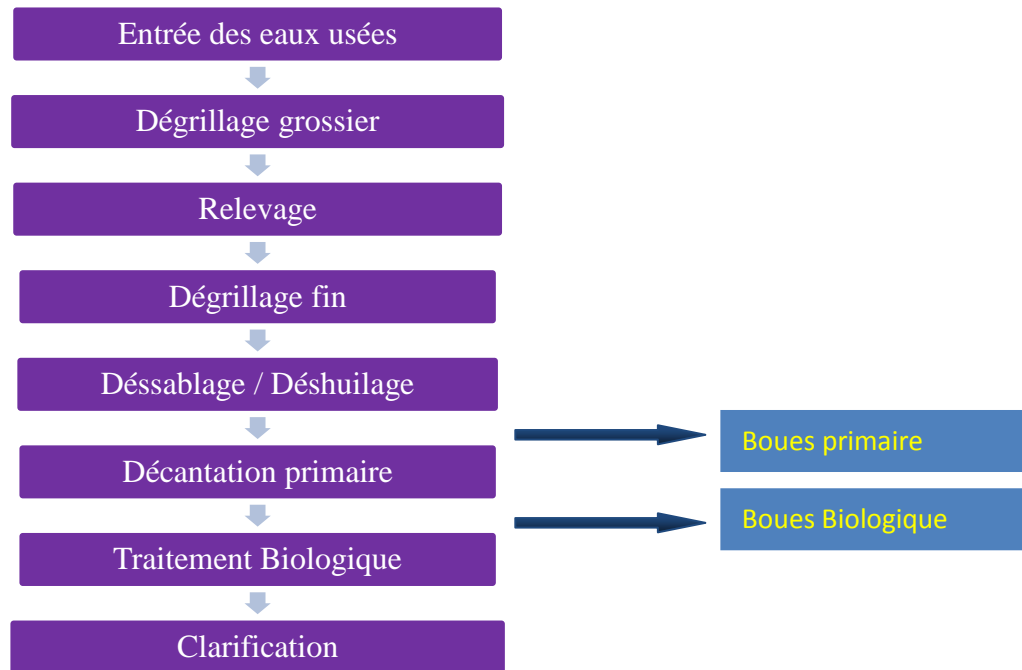 Entrée des eaux usées
Dégrillage grossier
Relevage
Dégrillage fin
Déssablage / Déshuilage
Décantation primaire
Traitement Biologique
Clarification
Boues primaire
Boues Biologique